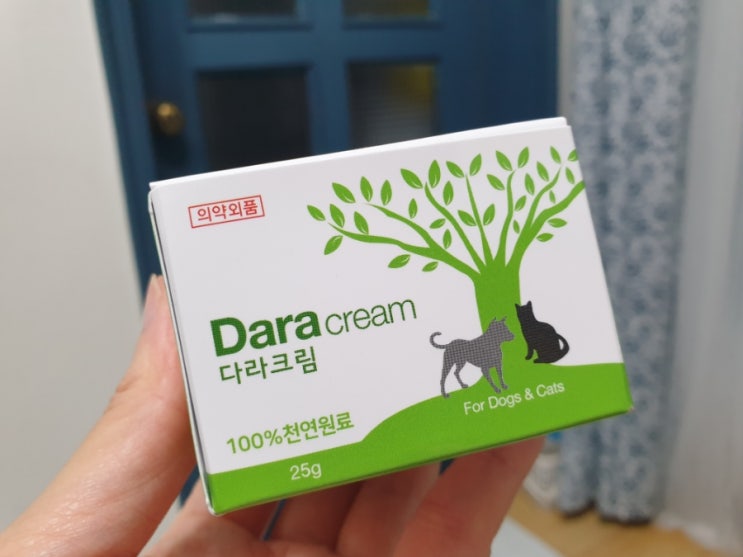 의약외품
Dara cream
다라크림
For Dogs & Cats
100%천연원료
25g